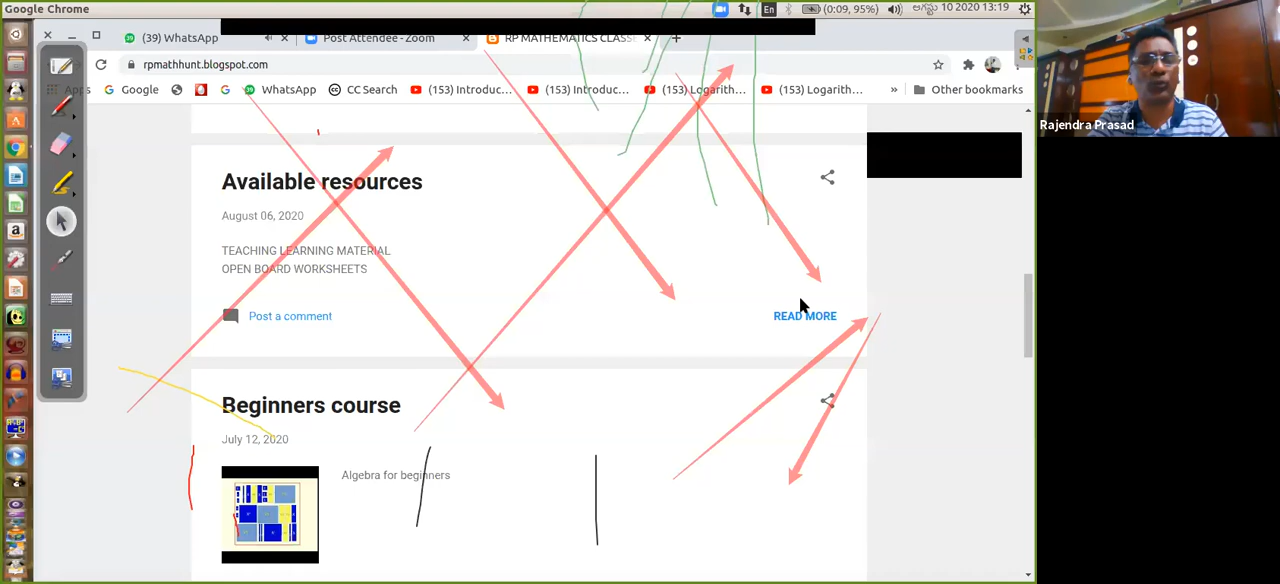 Google Chrome
En
(0:09, 95%)
ఆగస్టు 10 2020 13:19
(39) WhatsApp
Post Attendee - Zoom
RP MATHEMATICS CLASSE
rpmathhunt.blogspot.com
Apps
Google
G
WhatsApp
CC Search
(153) Introduc...
(153) Introduc...
(153) Logarith...
(153) Logarith...
»
Other bookmarks
Rajendra Prasad
Available resources
August 06, 2020
TEACHING LEARNING MATERIAL
OPEN BOARD WORKSHEETS
Post a comment
READ MORE
Beginners course
July 12, 2020
Algebra for beginners